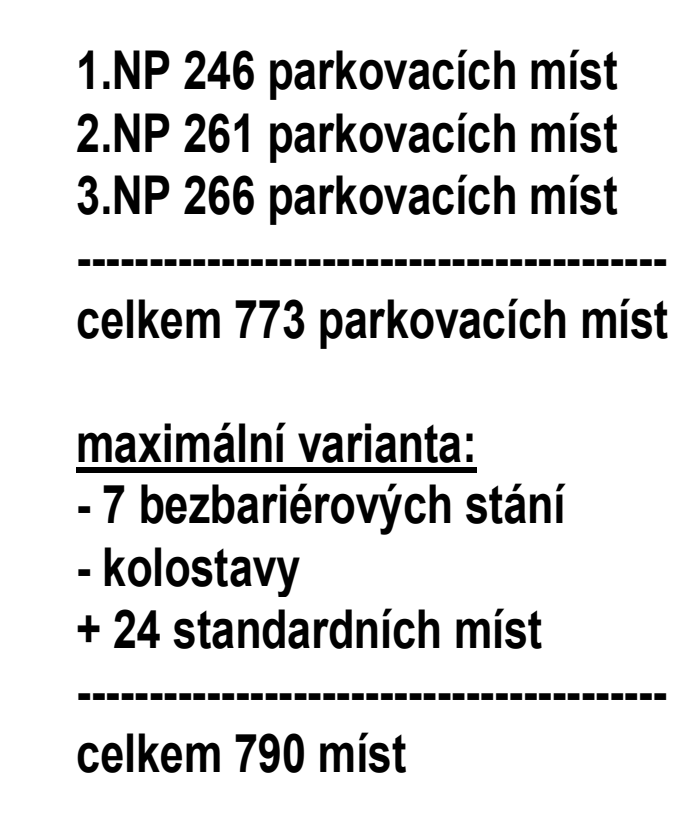 1.NP 246 parkovacích míst
2.NP 261 parkovacích míst
3.NP 266 parkovacích míst
-----------------------------------------
celkem 773 parkovacích míst
maximální varianta:
- 7 bezbariérových stání
- kolostavy
+ 24 standardních míst
-----------------------------------------
celkem 790 míst